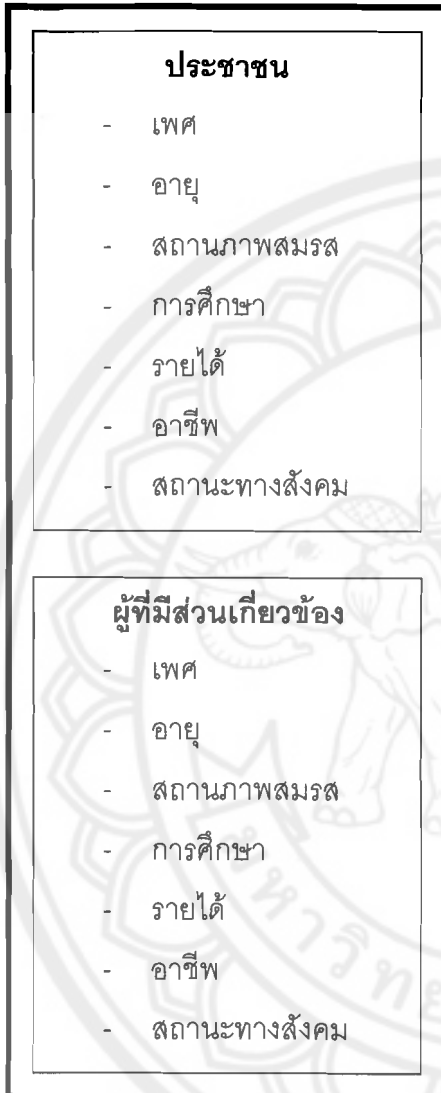 ประชาชน
- เพศ
- อายุ
- สถานภาพสมรส
- การศึกษา
- รายได้
- อาชีพ
- สถานะทางสังคม
ผู้ที่มีส่วนเกี่ยวข้อง
- เพศ
- อายุ
- สถานภาพสมรส
- การศึกษา
- รายได้
- อาชีพ
- สถานะทางสังคม